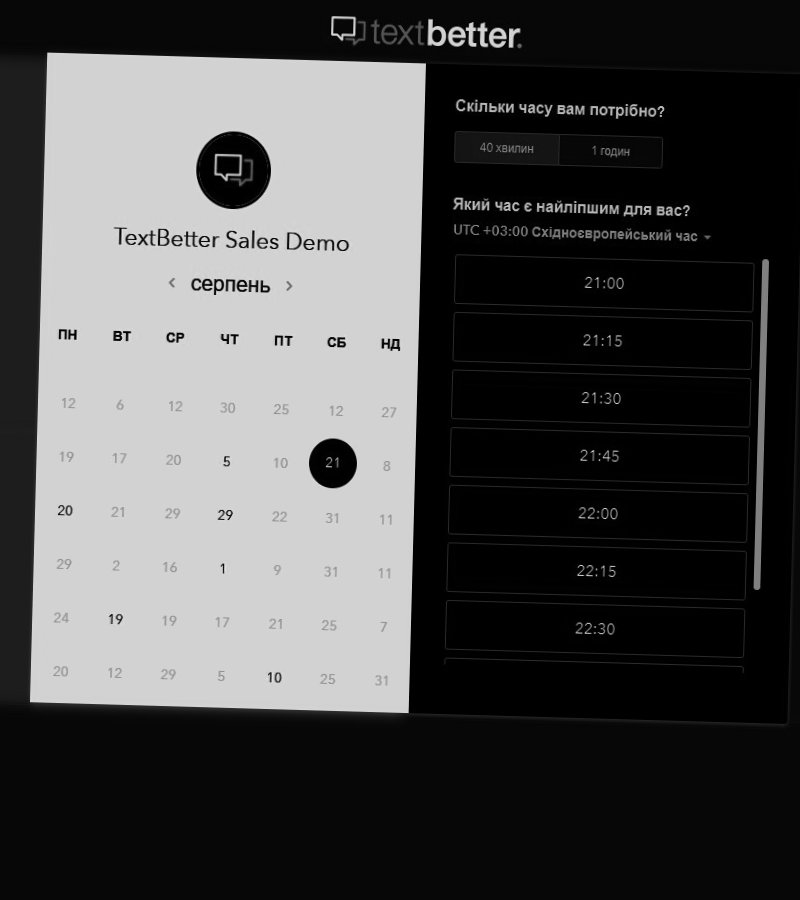 textbetter.
TextBetter Sales Demo
< серпень >
ПН ВТ СР ЧТ ПТ СБ НД
12 6 12 30 25 12 27
19 17 20 5 10 21 8
20 21 29 29 22 31 11
29 2 16 1 9 31 11
24 19 19 17 21 25 7
20 12 29 5 10 25 31
Скільки часу вам потрібно?
40 хвилин 1 годин
Який час є найліпшим для вас?
UTC +03:00 Східноєвропейський час
21:00
21:15
21:30
21:45
22:00
22:15
22:30